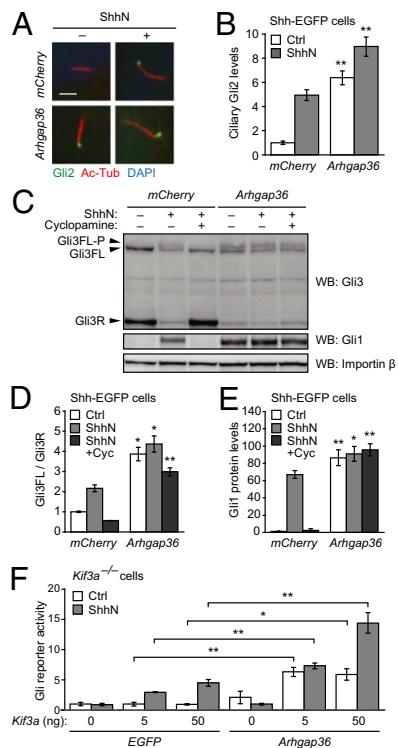 A
ShhN
– +
mCherry
Arhgap36
Gli2 Ac-Tub DAPI
B
Shh-EGFP cells
Ctrl
ShhN
Ciliary Gli2 levels
10
8
6
4
2
0
**
**
mCherry Arhgap36
C
mCherry Arhgap36
ShhN: – + + – + +
Cyclopamine: – – + – – +
Gli3FL-P
Gli3FL
WB: Gli3
Gli3R
WB: Gli1
WB: Importin β
D
Shh-EGFP cells
Ctrl
ShhN
ShhN
+Cyc
Gli3FL / Gli3R
6
5
4
3
2
1
0
* * **
mCherry Arhgap36
E
Shh-EGFP cells
Ctrl
ShhN
ShhN
+Cyc
Gli1 protein levels
140
120
100
80
60
40
20
0
** * **
mCherry Arhgap36
F
Kif3a–/– cells
Ctrl
ShhN
Gli reporter activity
20
15
10
5
0
**
*
**
**
Kif3a (ng): 0 5 50 0 5 50
EGFP Arhgap36